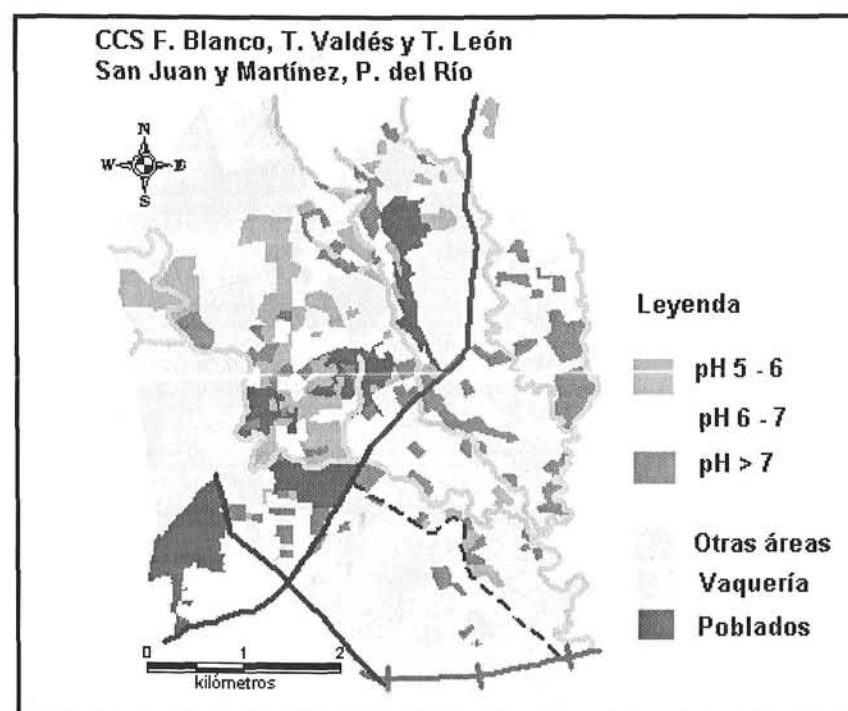 CCS F. Blanco, T. Valdés y T. León
San Juan y Martínez, P. del Río
N
W E
S
Leyenda
pH 5 - 6
pH 6 - 7
pH > 7
Otras áreas
Vaquería
Poblados
0 1 2
kilómetros